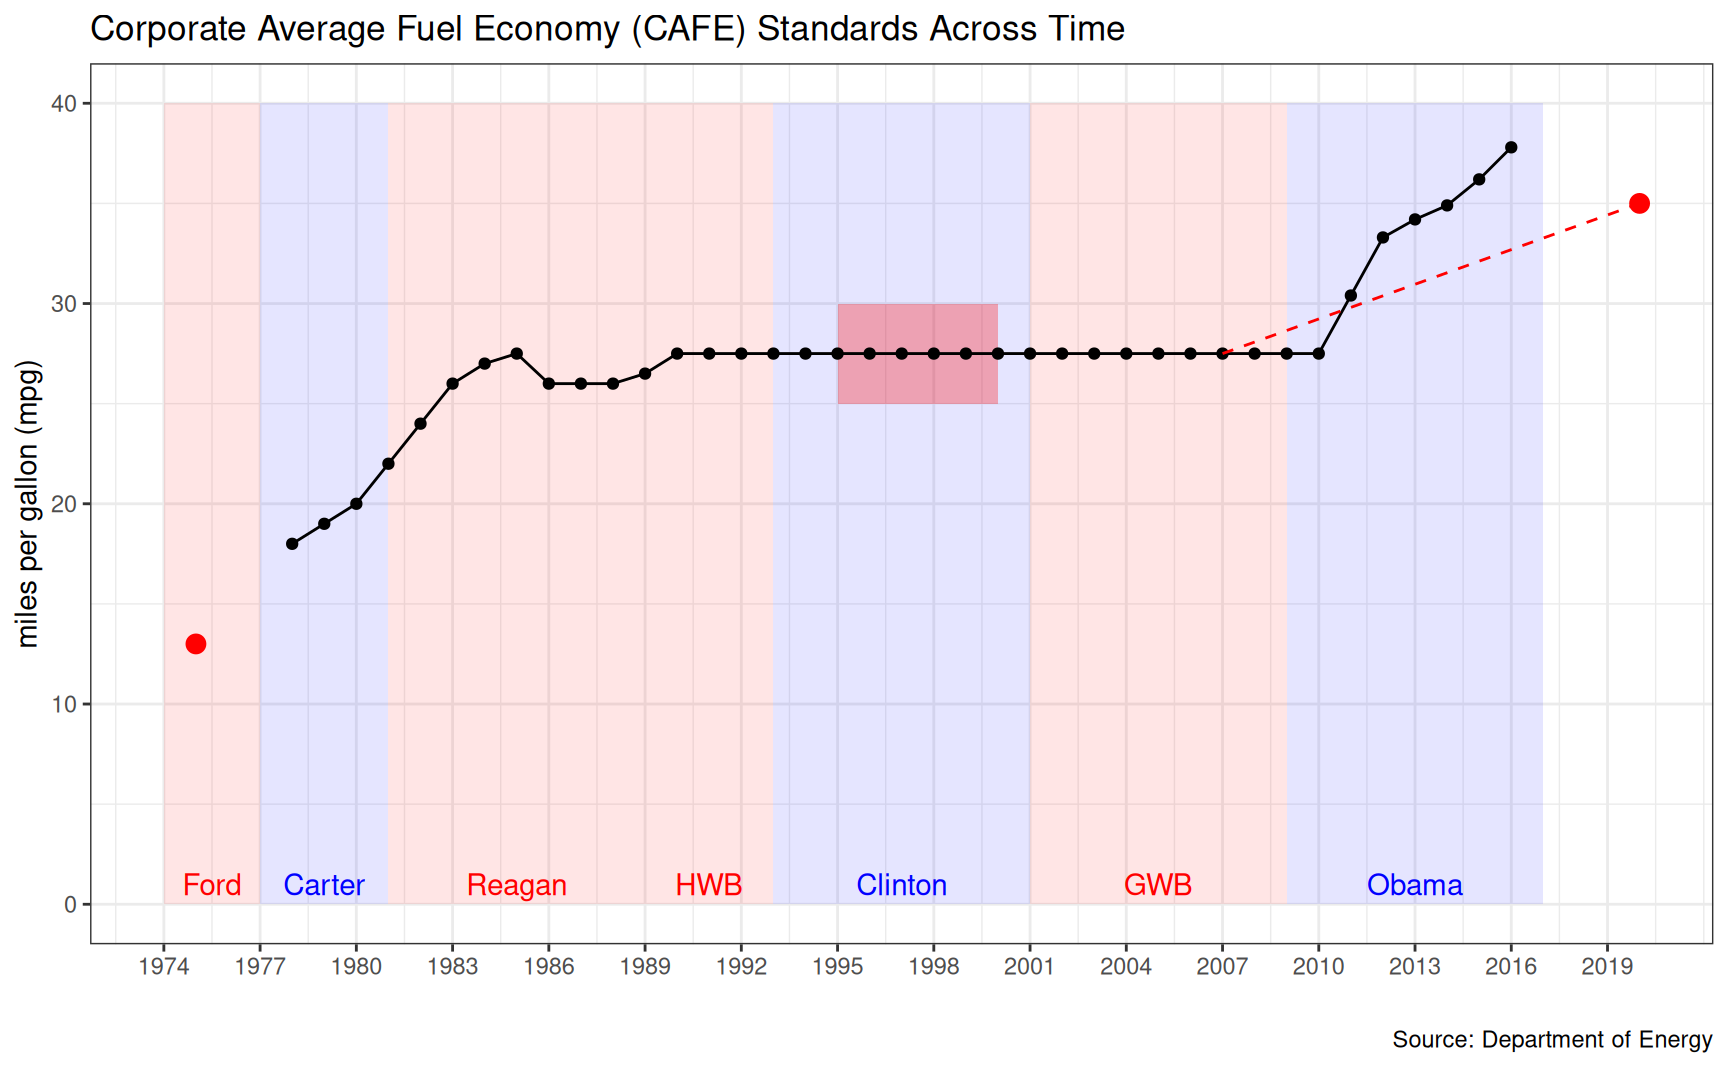 Corporate Average Fuel Economy (CAFE) Standards Across Time
miles per gallon (mpg)
40
30
20
10
0
Ford Carter Reagan HWB Clinton GWB Obama
1974 1977 1980 1983 1986 1989 1992 1995 1998 2001 2004 2007 2010 2013 2016 2019
Source: Department of Energy